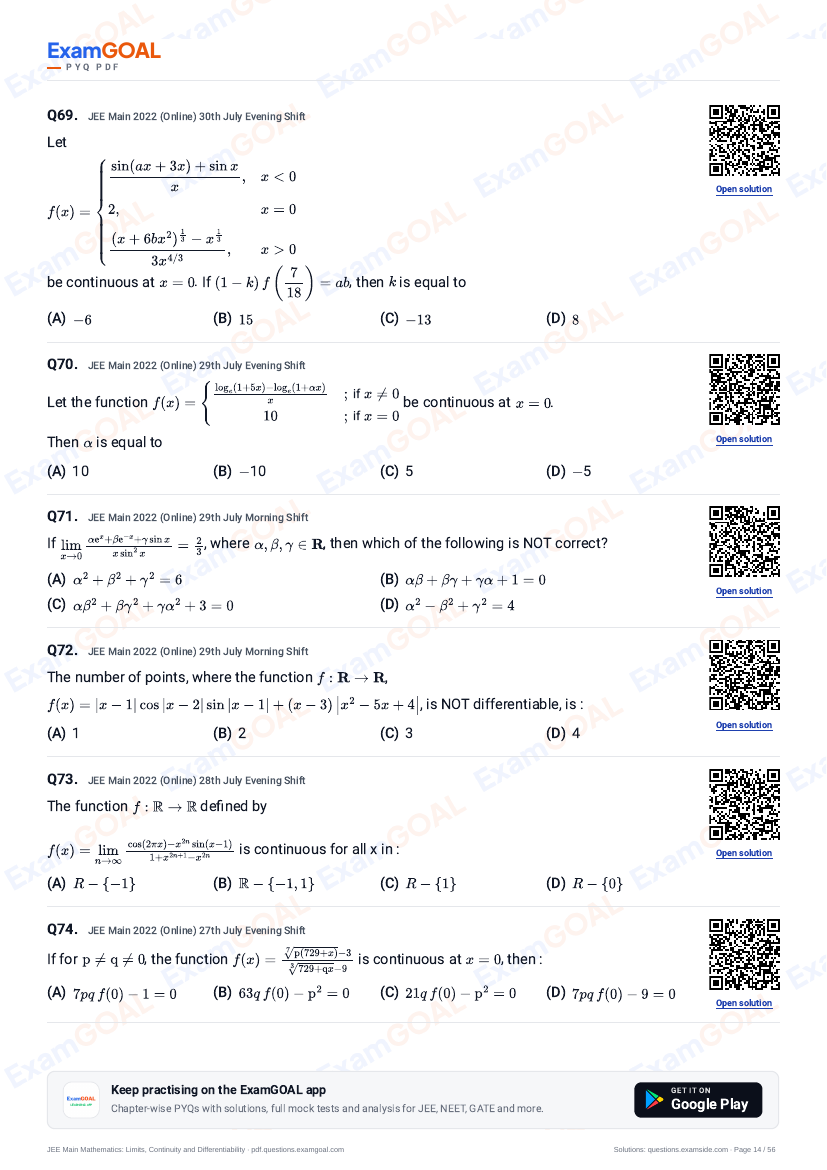 ExamGOAL
PYQ PDF
Q69. JEE Main 2022 (Online) 30th July Evening Shift
Open solution
Let
f(x) = { (sin(ax + 3x) + sin x)/x, x < 0
2, x = 0
((x + 6bx²)^(1/3) − x^(1/3))/(3x^(4/3)), x > 0
be continuous at x = 0. If (1 − k) f(7/18) = ab, then k is equal to
(A) −6 (B) 15 (C) −13 (D) 8
Q70. JEE Main 2022 (Online) 29th July Evening Shift
Open solution
Let the function f(x) = { (logₑ(1+5x)−logₑ(1+αx))/x ; if x ≠ 0
10 ; if x = 0 be continuous at x = 0.
Then α is equal to
(A) 10 (B) −10 (C) 5 (D) −5
Q71. JEE Main 2022 (Online) 29th July Morning Shift
Open solution
If lim x→0 (αeˣ+βe⁻ˣ+γ sin x)/(x sin² x) = 2/3, where α, β, γ ∈ R, then which of the following is NOT correct?
(A) α² + β² + γ² = 6 (B) αβ + βγ + γα + 1 = 0
(C) αβ² + βγ² + γα² + 3 = 0 (D) α² − β² + γ² = 4
Q72. JEE Main 2022 (Online) 29th July Morning Shift
Open solution
The number of points, where the function f : R → R,
f(x) = |x − 1| cos |x − 2| sin |x − 1| + (x − 3) |x² − 5x + 4|, is NOT differentiable, is :
(A) 1 (B) 2 (C) 3 (D) 4
Q73. JEE Main 2022 (Online) 28th July Evening Shift
Open solution
The function f : ℝ → ℝ defined by
f(x) = lim n→∞ (cos(2πx)−x²ⁿ sin(x−1))/(1+x²ⁿ⁺¹−x²ⁿ) is continuous for all x in :
(A) R − {−1} (B) ℝ − {−1, 1} (C) R − {1} (D) R − {0}
Q74. JEE Main 2022 (Online) 27th July Evening Shift
Open solution
If for p ≠ q ≠ 0, the function f(x) = (⁷√(p(729+x))−3)/(³√(729+qx)−9) is continuous at x = 0, then :
(A) 7pq f(0) − 1 = 0 (B) 63q f(0) − p² = 0 (C) 21q f(0) − p² = 0 (D) 7pq f(0) − 9 = 0
Keep practising on the ExamGOAL app
Chapter-wise PYQs with solutions, full mock tests and analysis for JEE, NEET, GATE and more.
GET IT ON
Google Play
JEE Main Mathematics: Limits, Continuity and Differentiability · pdf.questions.examgoal.com
Solutions: questions.examside.com · Page 14 / 56